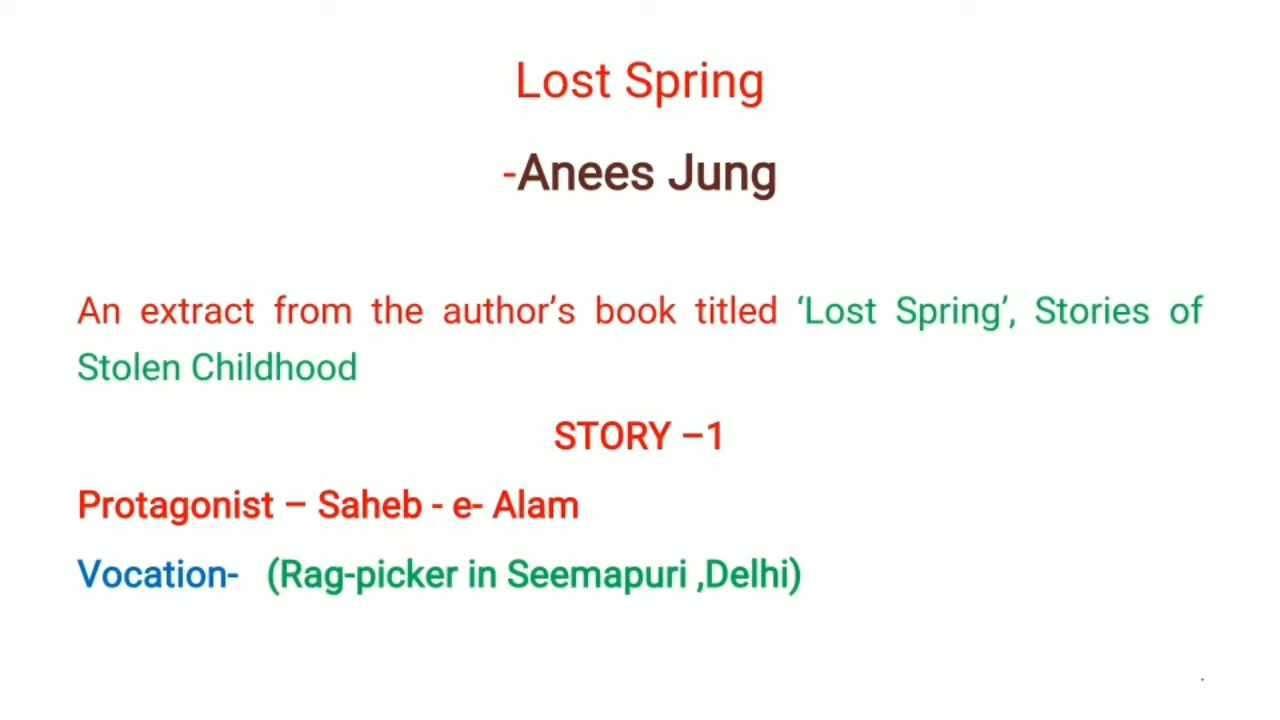 Lost Spring
-Anees Jung
An extract from the author’s book titled ‘Lost Spring’, Stories of
Stolen Childhood
STORY –1
Protagonist – Saheb - e- Alam
Vocation- (Rag-picker in Seemapuri ,Delhi)